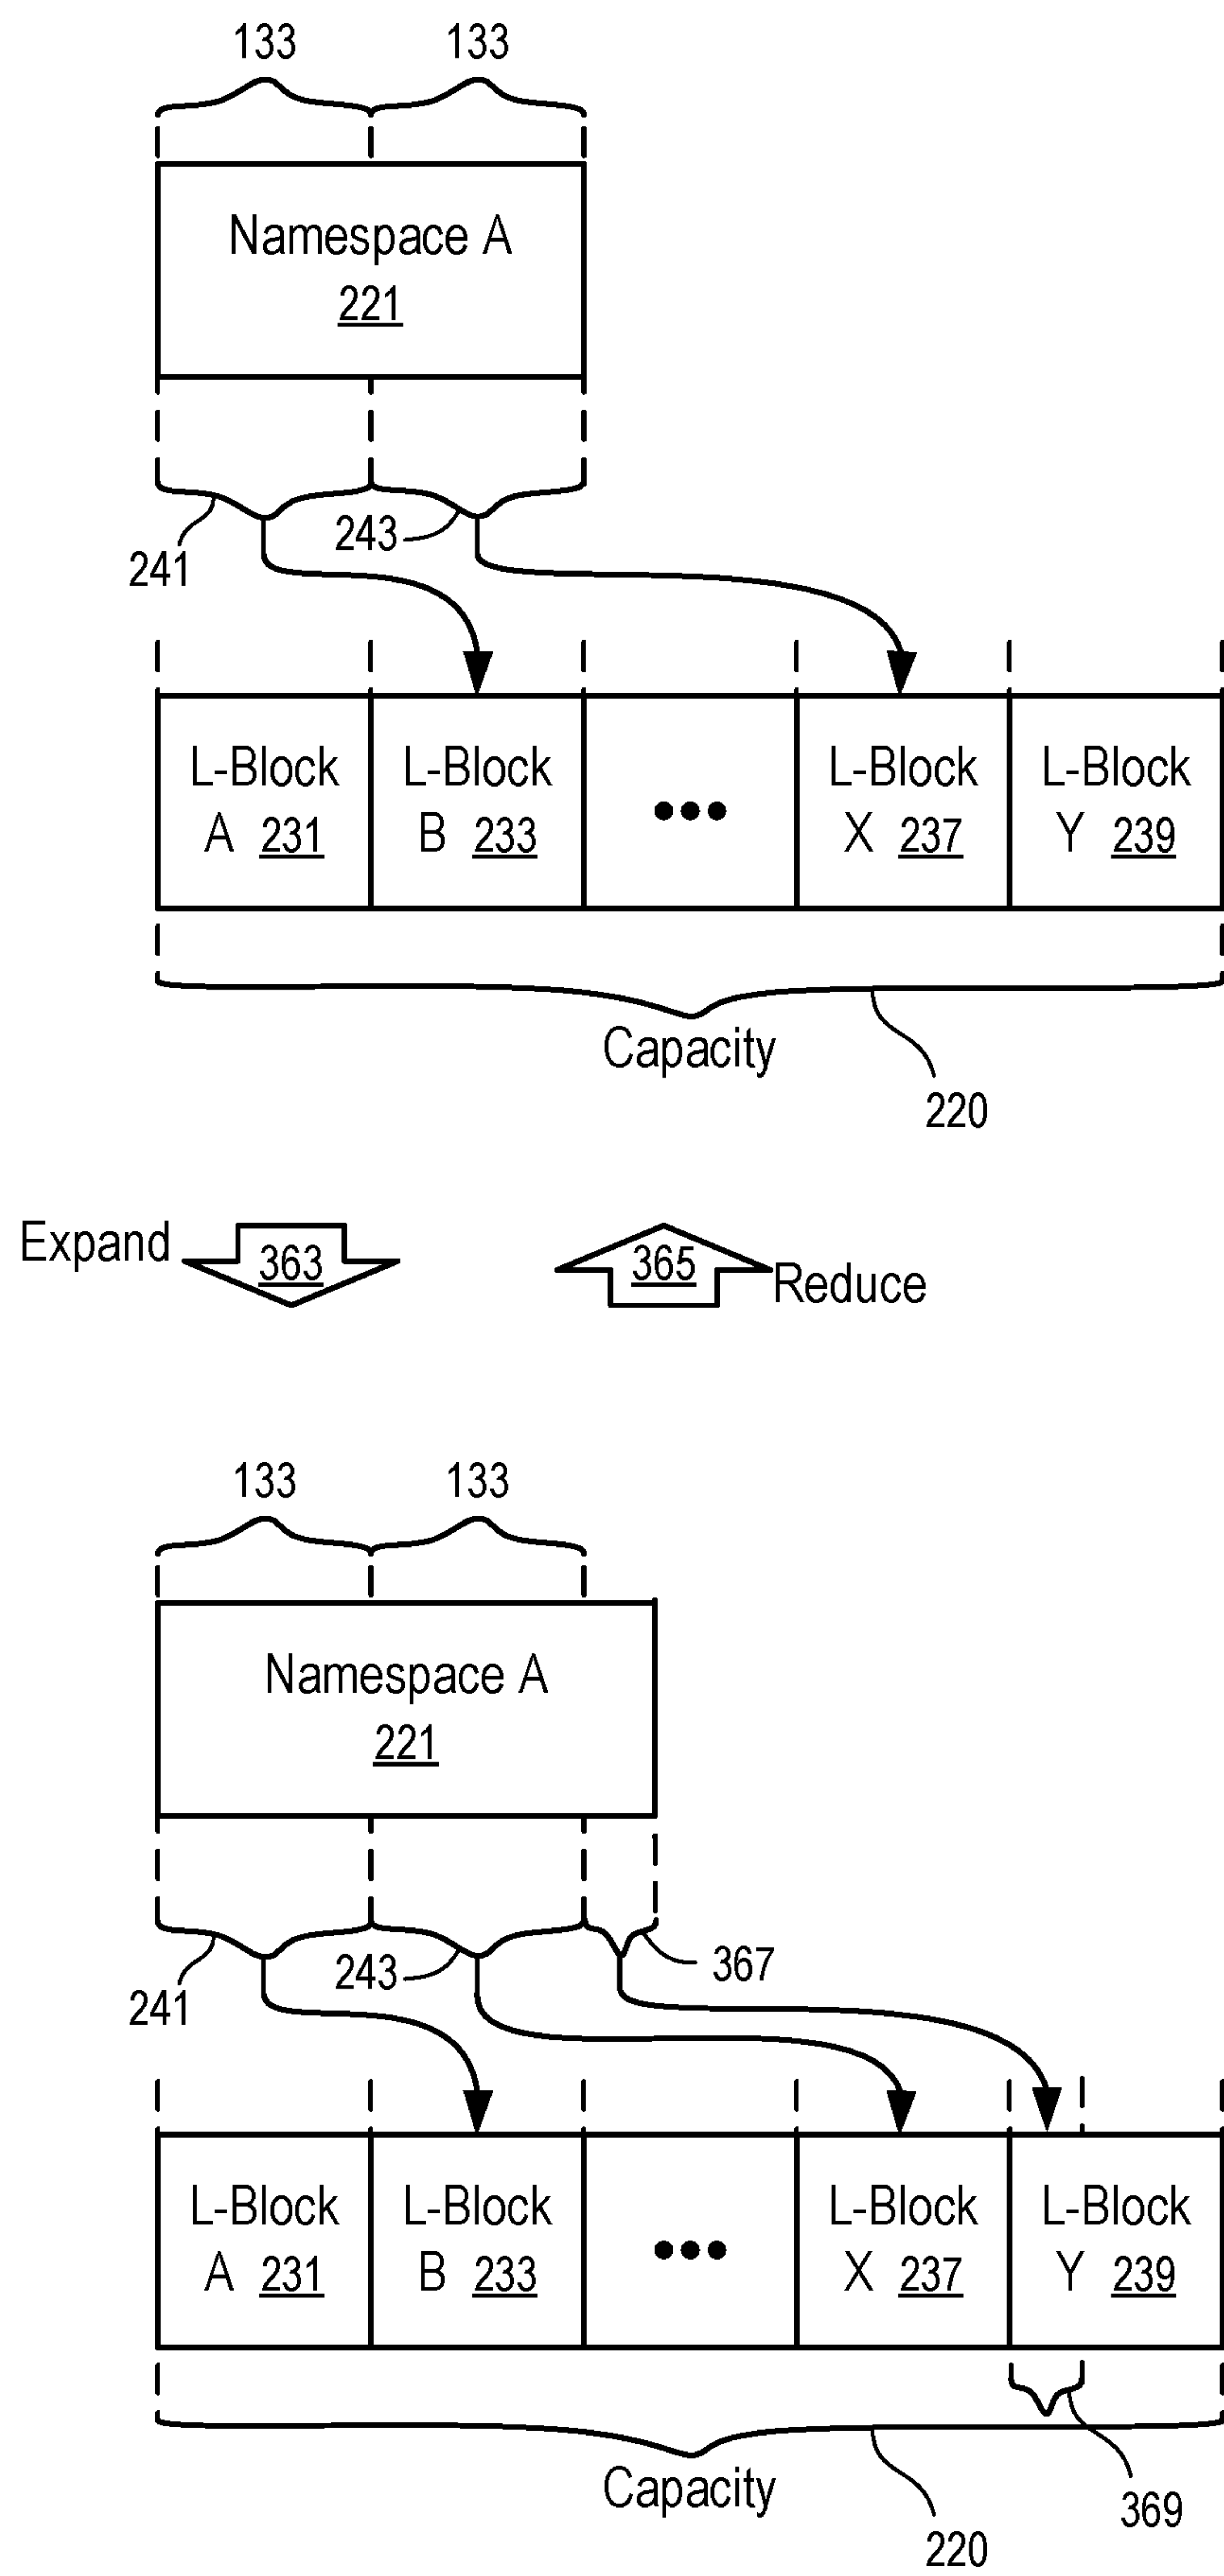 133 133
Namespace A
221
241 243
L-Block L-Block L-Block L-Block
A 231 B 233 ●●● X 237 Y 239
Capacity
220
Expand 363 365 Reduce
133 133
Namespace A
221
241 243 367
L-Block L-Block L-Block L-Block
A 231 B 233 ●●● X 237 Y 239
Capacity
220 369